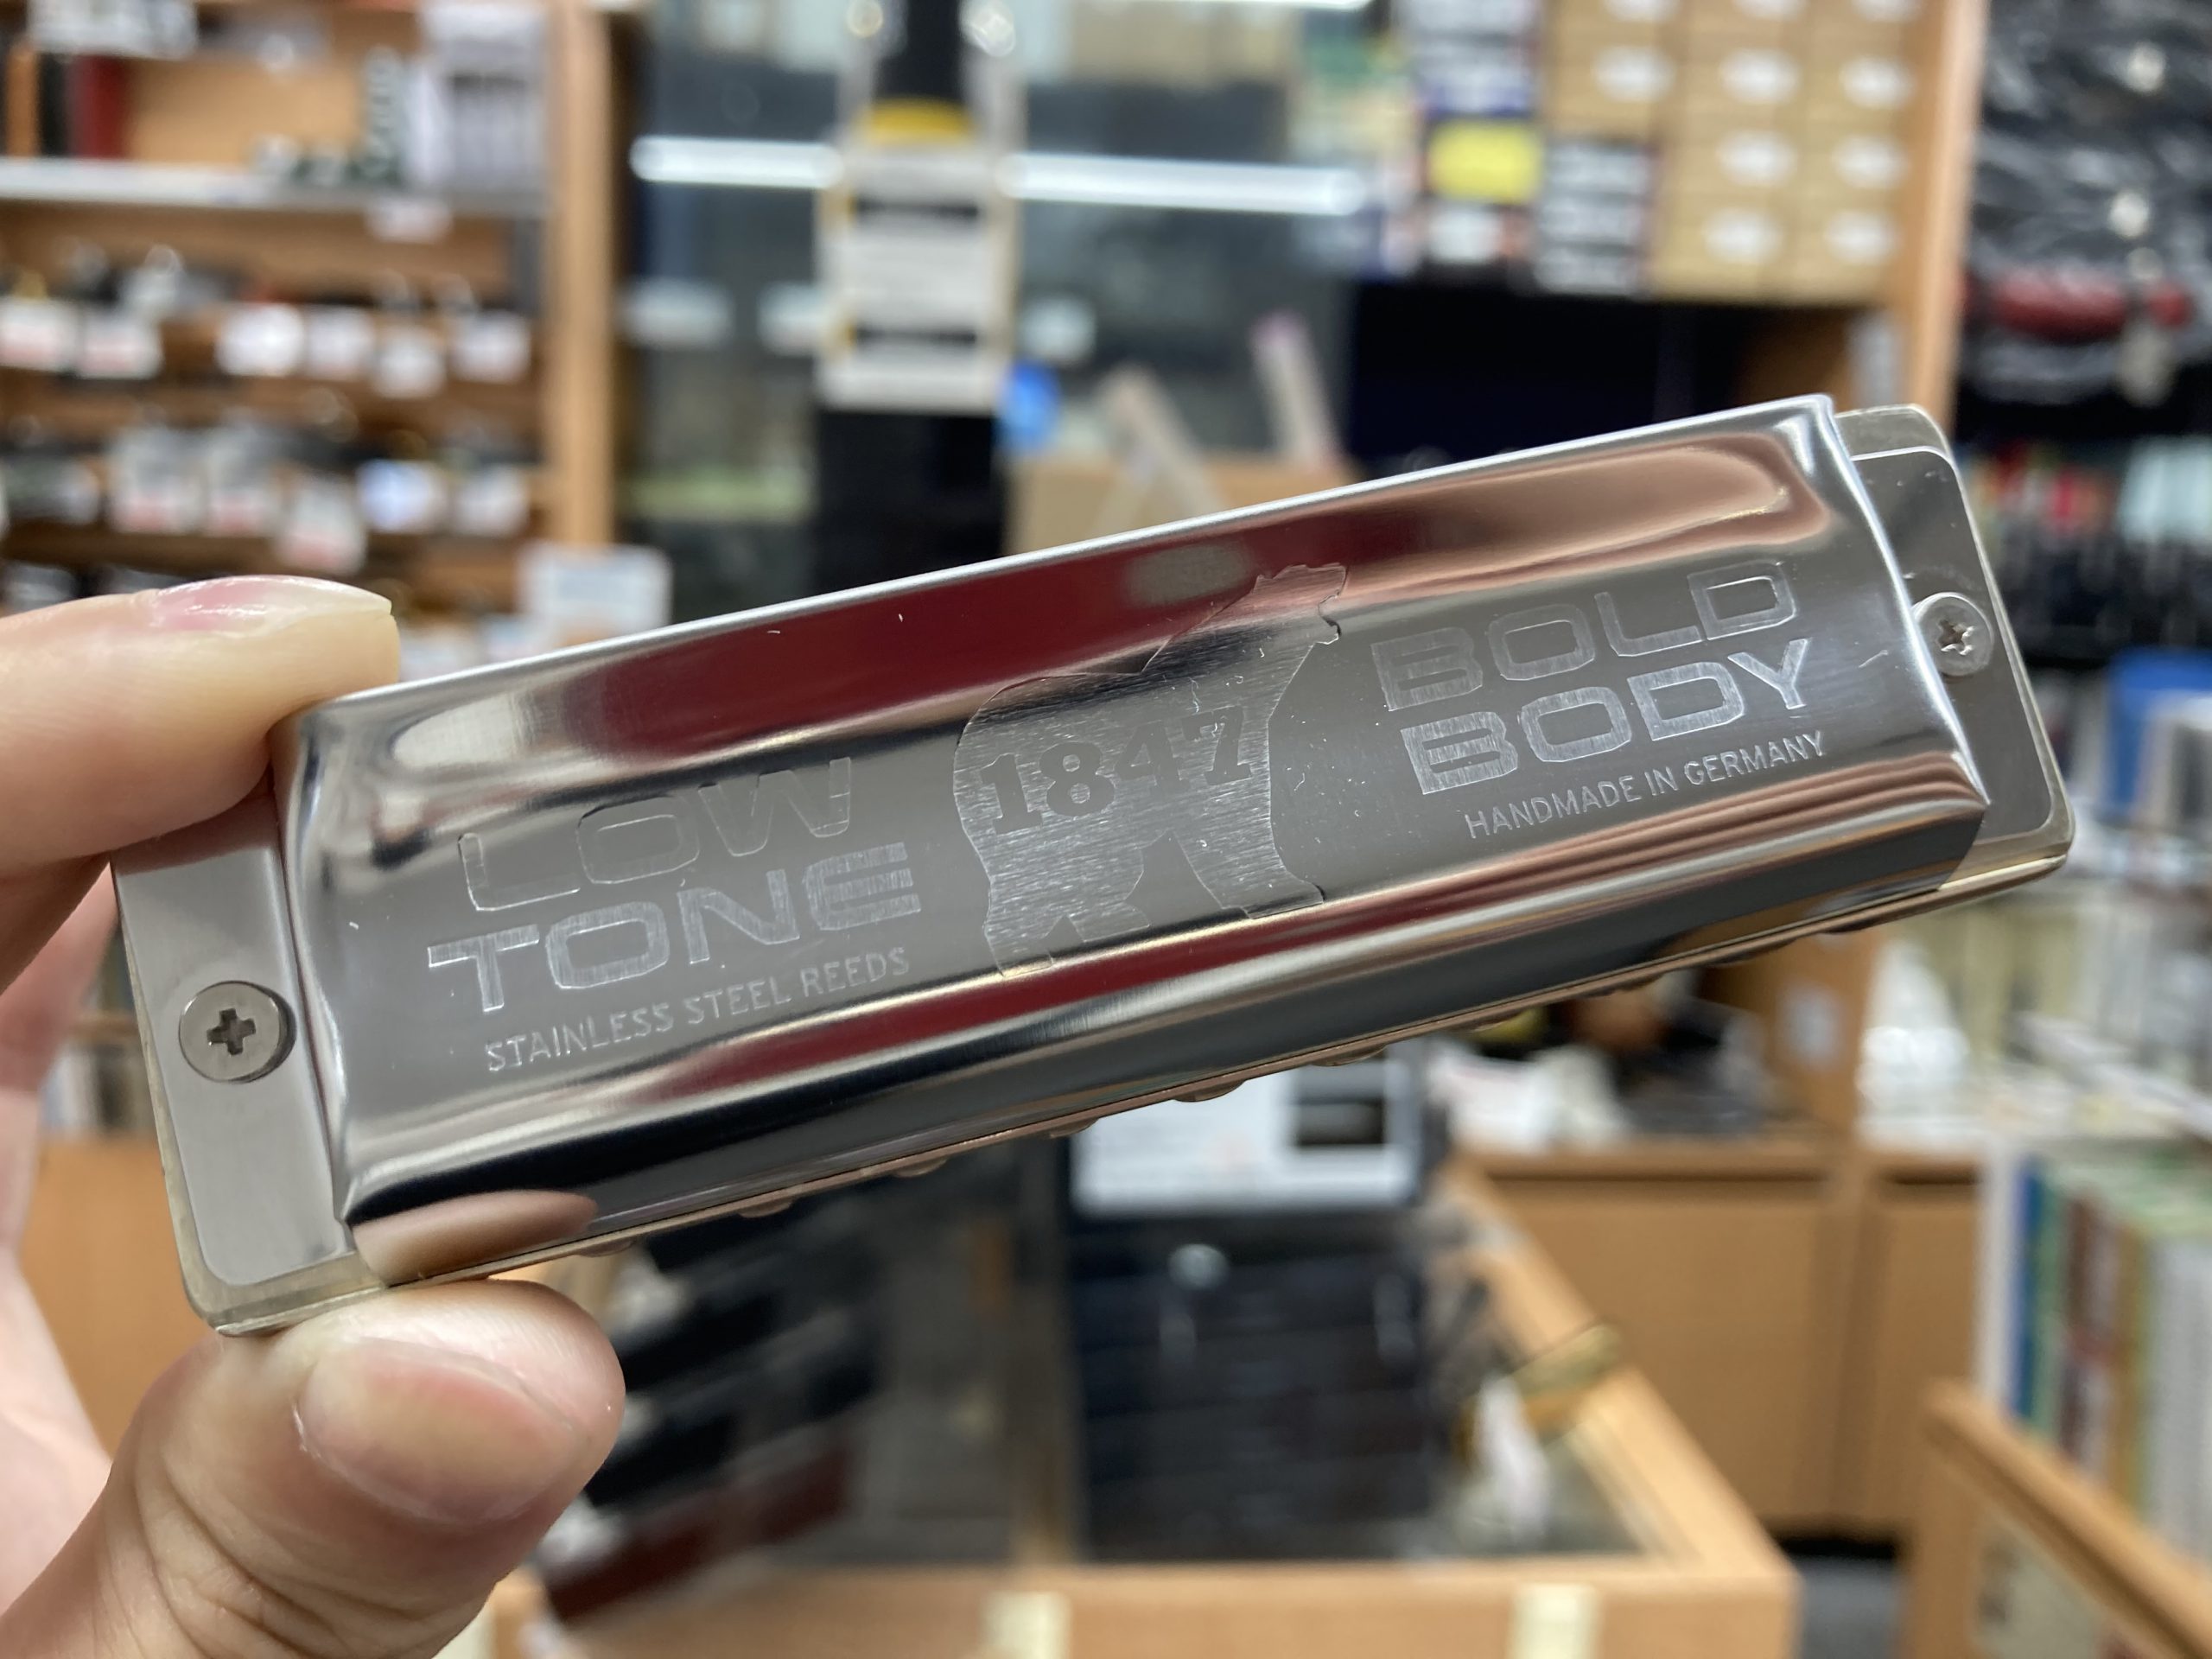 LOW
TONE
STAINLESS STEEL REEDS
1847
BOLD
BODY
HANDMADE IN GERMANY